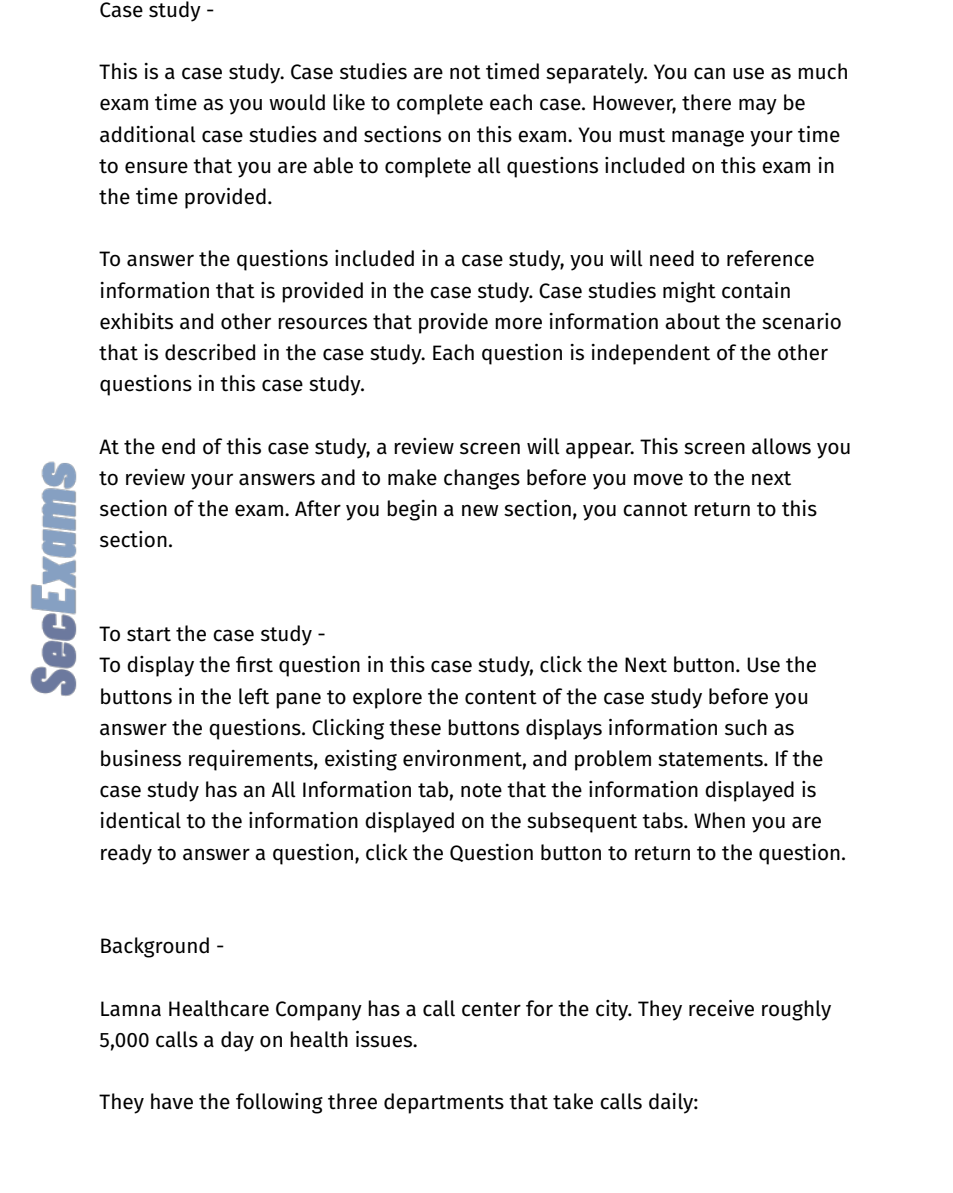 Case study -
This is a case study. Case studies are not timed separately. You can use as much
exam time as you would like to complete each case. However, there may be
additional case studies and sections on this exam. You must manage your time
to ensure that you are able to complete all questions included on this exam in
the time provided.
To answer the questions included in a case study, you will need to reference
information that is provided in the case study. Case studies might contain
exhibits and other resources that provide more information about the scenario
that is described in the case study. Each question is independent of the other
questions in this case study.
At the end of this case study, a review screen will appear. This screen allows you
to review your answers and to make changes before you move to the next
section of the exam. After you begin a new section, you cannot return to this
section.
SecExams
To start the case study -
To display the first question in this case study, click the Next button. Use the
buttons in the left pane to explore the content of the case study before you
answer the questions. Clicking these buttons displays information such as
business requirements, existing environment, and problem statements. If the
case study has an All Information tab, note that the information displayed is
identical to the information displayed on the subsequent tabs. When you are
ready to answer a question, click the Question button to return to the question.
Background -
Lamna Healthcare Company has a call center for the city. They receive roughly
5,000 calls a day on health issues.
They have the following three departments that take calls daily: